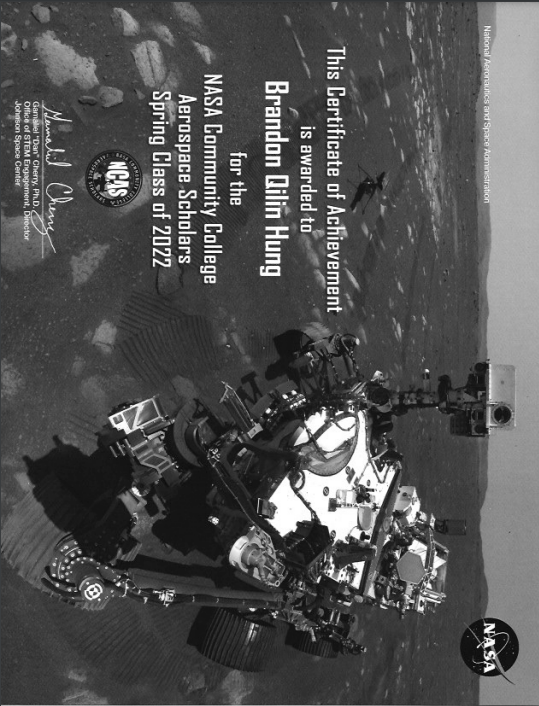 National Aeronautics and Space Administration
This Certificate of Achievement
is awarded to
Brandon Qilin Hung
for the
NASA Community College
Aerospace Scholars
Spring Class of 2022
NCAS
Gamaliel "Dan" Cherry, Ph.D.
Office of STEM Engagement, Director
Johnson Space Center
NASA